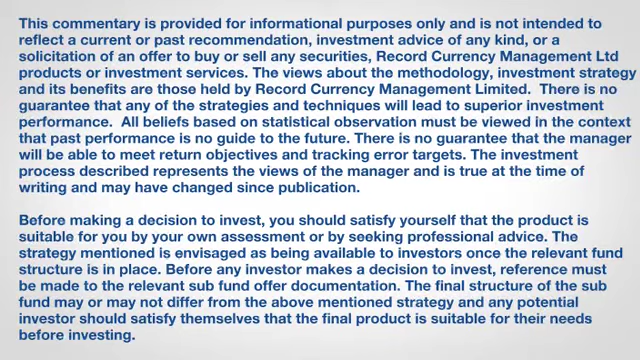 This commentary is provided for informational purposes only and is not intended to
reflect a current or past recommendation, investment advice of any kind, or a
solicitation of an offer to buy or sell any securities, Record Currency Management Ltd
products or investment services. The views about the methodology, investment strategy
and its benefits are those held by Record Currency Management Limited.  There is no
guarantee that any of the strategies and techniques will lead to superior investment
performance.  All beliefs based on statistical observation must be viewed in the context
that past performance is no guide to the future. There is no guarantee that the manager
will be able to meet return objectives and tracking error targets. The investment
process described represents the views of the manager and is true at the time of
writing and may have changed since publication.
Before making a decision to invest, you should satisfy yourself that the product is
suitable for you by your own assessment or by seeking professional advice. The
strategy mentioned is envisaged as being available to investors once the relevant fund
structure is in place. Before any investor makes a decision to invest, reference must
be made to the relevant sub fund offer documentation. The final structure of the sub
fund may or may not differ from the above mentioned strategy and any potential
investor should satisfy themselves that the final product is suitable for their needs
before investing.